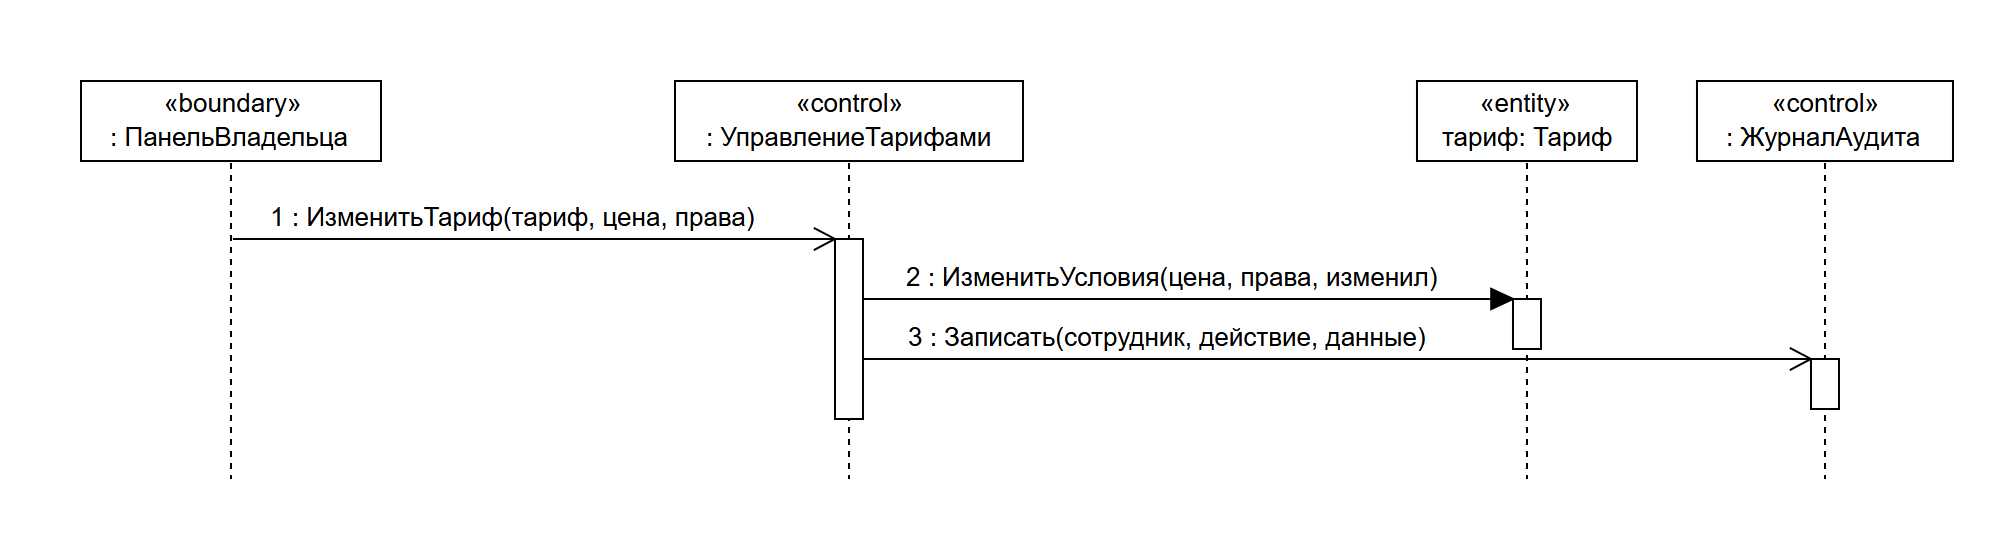 «boundary»
: ПанельВладельца
«control»
: УправлениеТарифами
«entity»
тариф: Тариф
«control»
: ЖурналАудита
1 : ИзменитьТариф(тариф, цена, права)
2 : ИзменитьУсловия(цена, права, изменил)
3 : Записать(сотрудник, действие, данные)